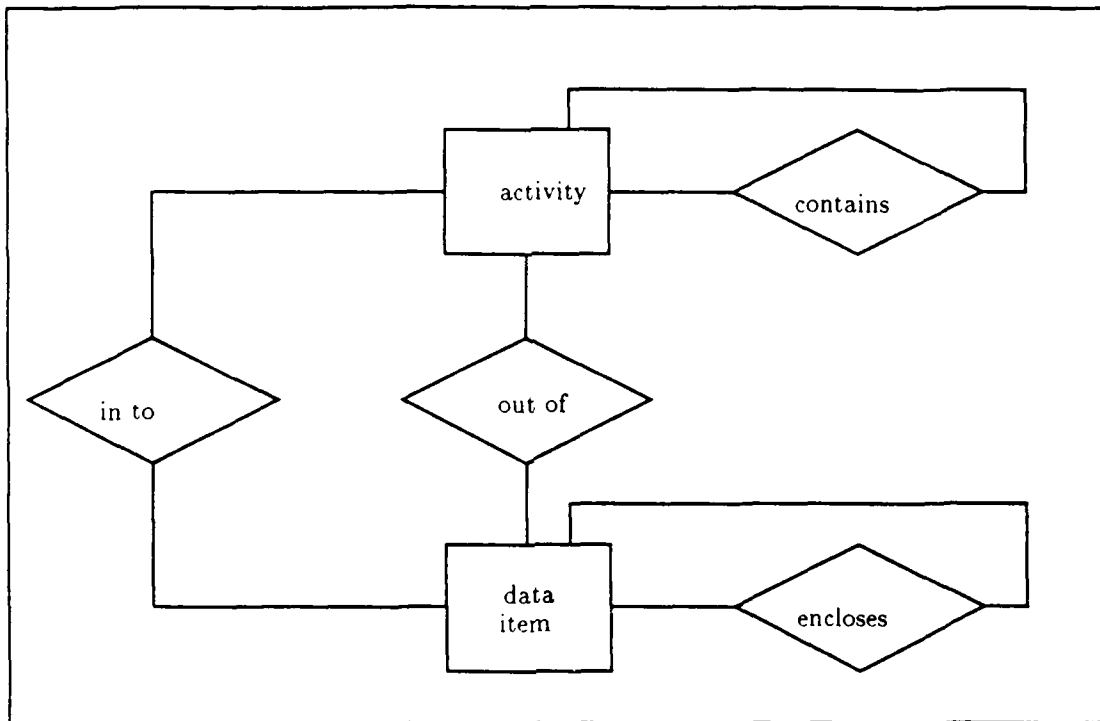 activity
contains
in to
out of
data
item
encloses